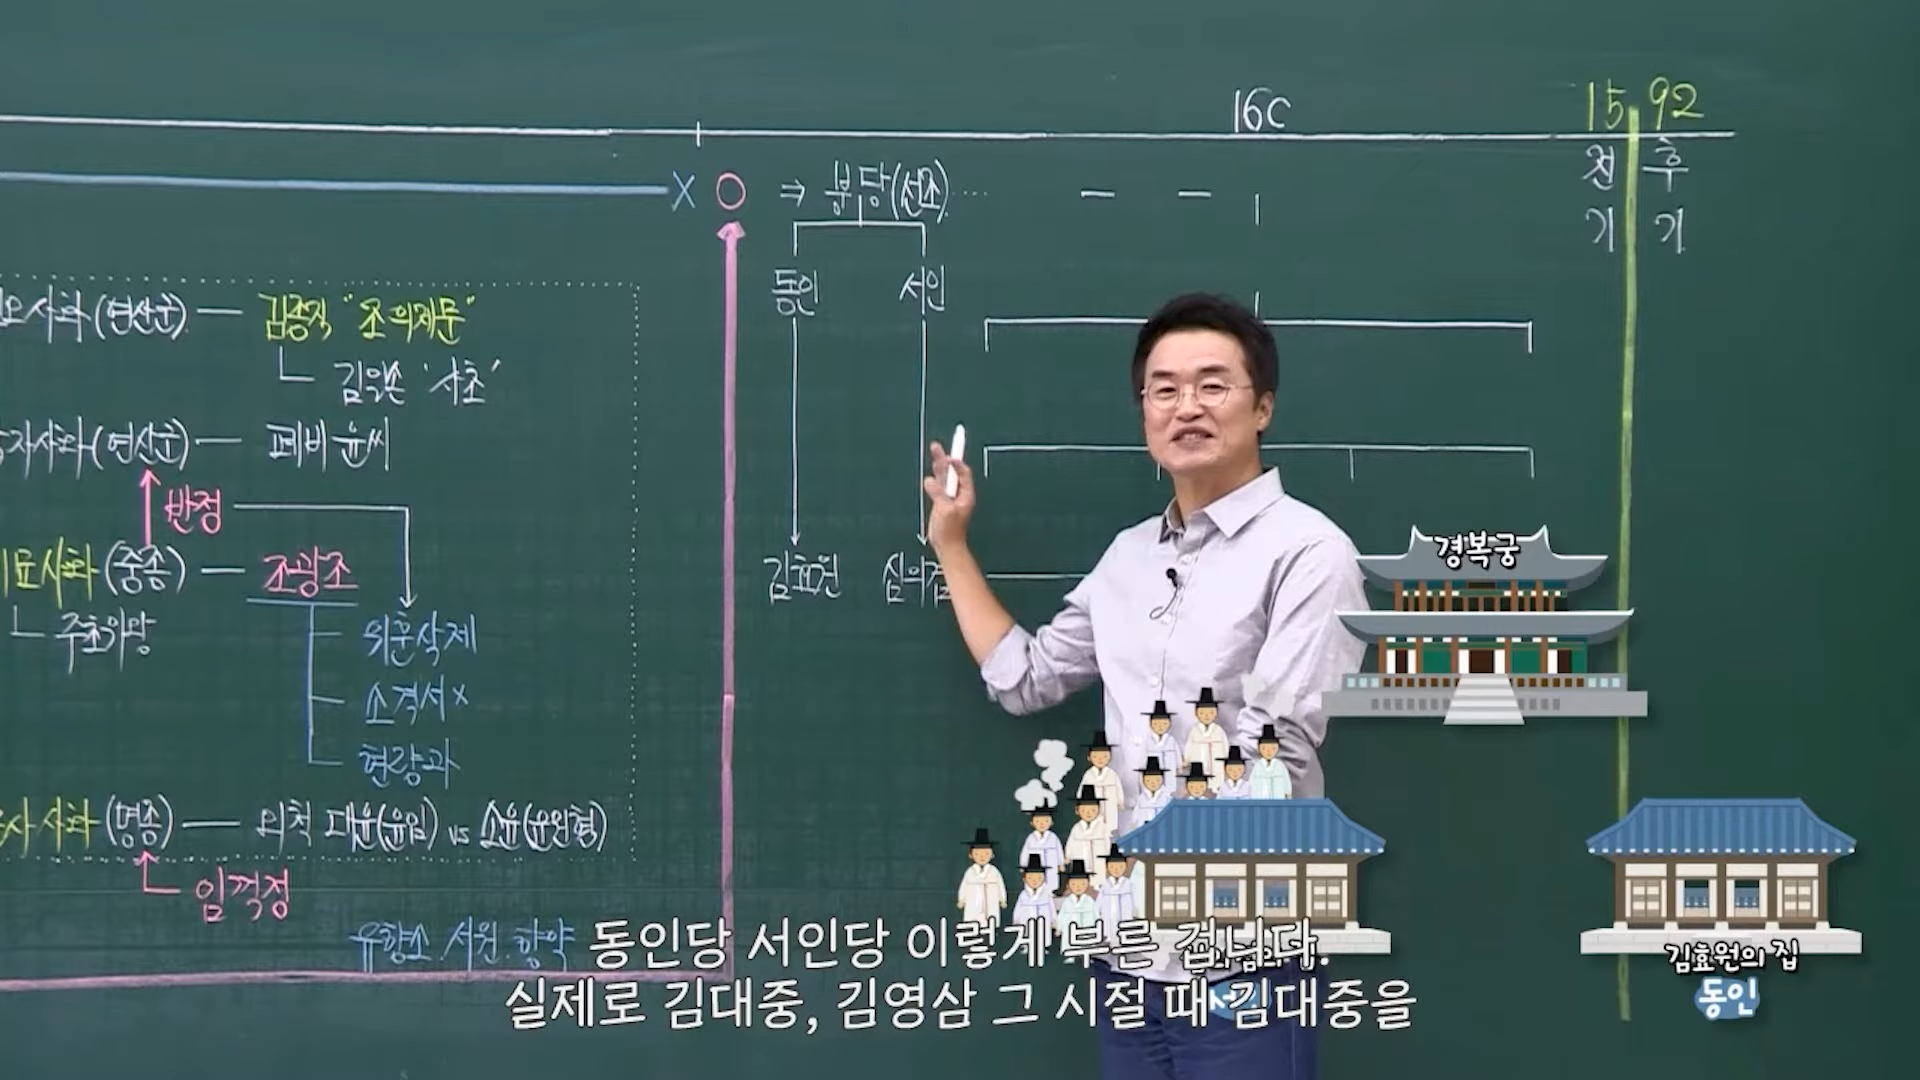 16C
15 92
전 후
기 기
X O ⇒ 분당(선조)
동인 서인
김효원 심의겸
오사화(연산군) — 김종직 "조의제문"
김일손 '사초'
자사화(연산군) — 폐비 윤씨
반정
기묘사화(중종) — 조광조
주초위왕
위훈삭제
소격서 x
현량과
사사화(명종) — 외척 대윤(윤임) vs 소윤(윤원형)
임꺽정
유향소. 서원. 향약
경복궁
김효원의 집
동인
동인당 서인당 이렇게 부른 겁니다.
실제로 김대중, 김영삼 그 시절 때 김대중을